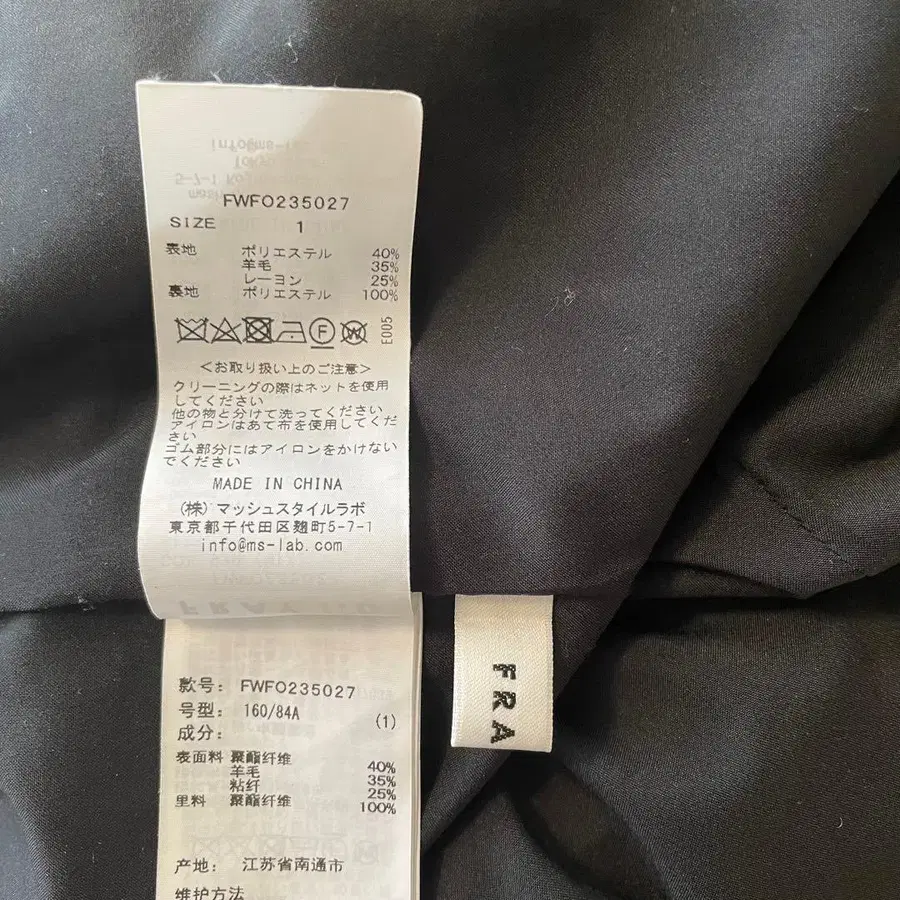 FWFO235027
SIZE 1
表地 ポリエステル 40%
羊毛 35%
レーヨン 25%
裏地 ポリエステル 100%
F W E005
<お取り扱い上のご注意>
クリーニングの際はネットを使用
してください
他の物と分けて洗ってください
アイロンはあて布を使用してくだ
さい
ゴム部分にはアイロンをかけない
でください
MADE IN CHINA
(株)マッシュスタイルラボ
東京都千代田区麹町5-7-1
info@ms-lab.com
款号: FWFO235027
号型: 160/84A (1)
成分:
表面料 聚酯纤维 40%
羊毛 35%
粘纤 25%
里料 聚酯纤维 100%
产地: 江苏省南通市
维护方法
FRA